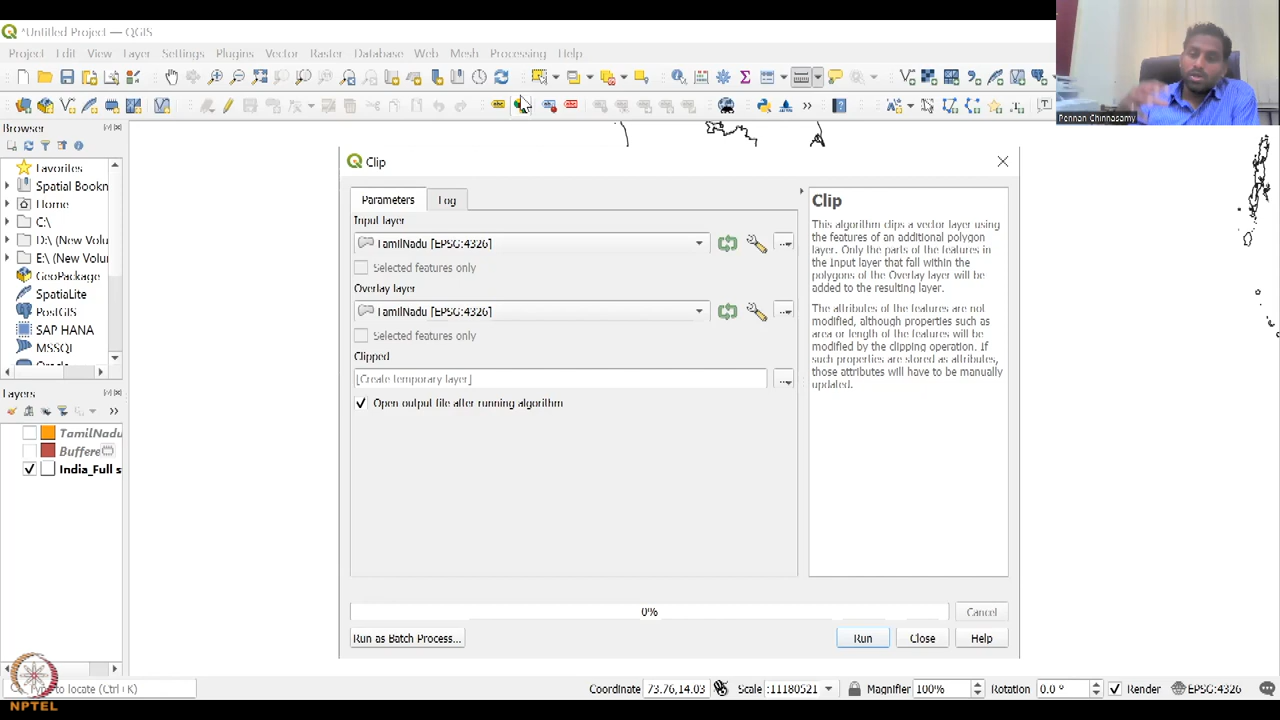 *Untitled Project — QGIS
Project Edit View Layer Settings Plugins Vector Raster Database Web Mesh Processing Help
Pennan Chinnasamy
Browser
Favorites
Spatial Bookn
Home
C:\
D:\ (New Volu
E:\ (New Volu
GeoPackage
SpatiaLite
PostGIS
SAP HANA
MSSQL
Layers
TamilNadu
Buffere
India_Full s
Clip
Parameters Log
Input layer
TamilNadu [EPSG:4326]
Selected features only
Overlay layer
TamilNadu [EPSG:4326]
Selected features only
Clipped
[Create temporary layer]
Open output file after running algorithm
Clip
This algorithm clips a vector layer using
the features of an additional polygon
layer. Only the parts of the features in
the Input layer that fall within the
polygons of the Overlay layer will be
added to the resulting layer.
The attributes of the features are not
modified, although properties such as
area or length of the features will be
modified by the clipping operation. If
such properties are stored as attributes,
those attributes will have to be manually
updated.
0%
Cancel
Run as Batch Process...
Run Close Help
Type to locate (Ctrl+K)
Coordinate 73.76,14.03 Scale :11180521 Magnifier 100% Rotation 0.0 ° Render EPSG:4326
NPTEL